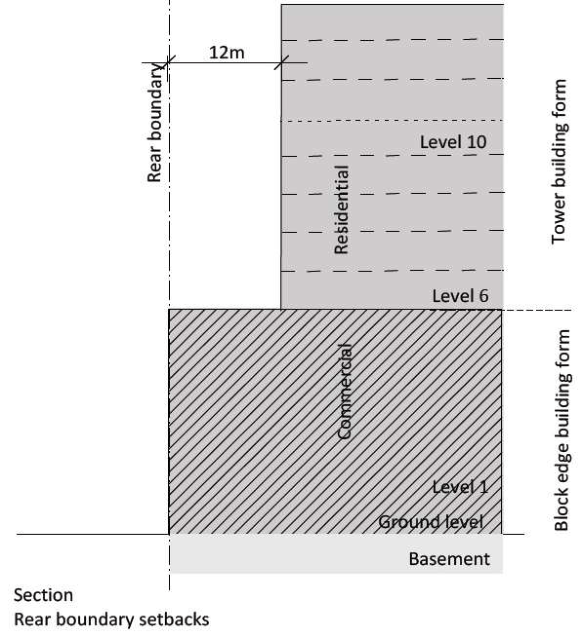 12m
Rear boundary
Level 10
Residential
Tower building form
Level 6
Commercial
Block edge building form
Level 1
Ground level
Basement
Section
Rear boundary setbacks